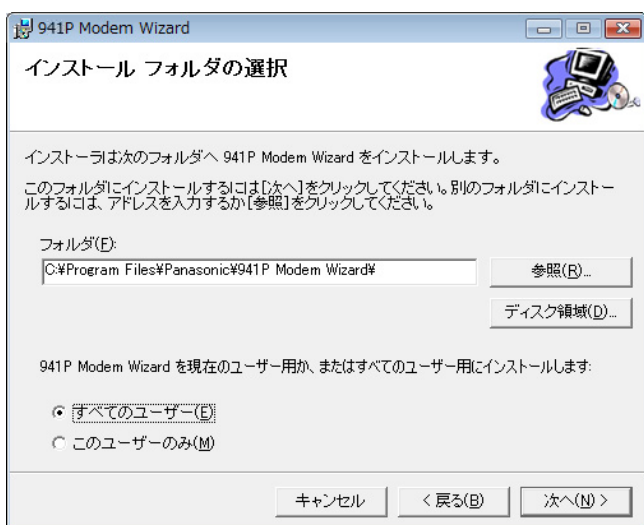 941P Modem Wizard
インストール フォルダの選択
インストーラは次のフォルダへ 941P Modem Wizard をインストールします。
このフォルダにインストールするには[次へ]をクリックしてください。別のフォルダにインストー
ルするには、アドレスを入力するか[参照]をクリックしてください。
フォルダ(F):
C:¥Program Files¥Panasonic¥941P Modem Wizard¥
参照(R)...
ディスク領域(D)...
941P Modem Wizard を現在のユーザー用か、またはすべてのユーザー用にインストールします:
すべてのユーザー(E)
このユーザーのみ(M)
キャンセル
< 戻る(B)
次へ(N) >